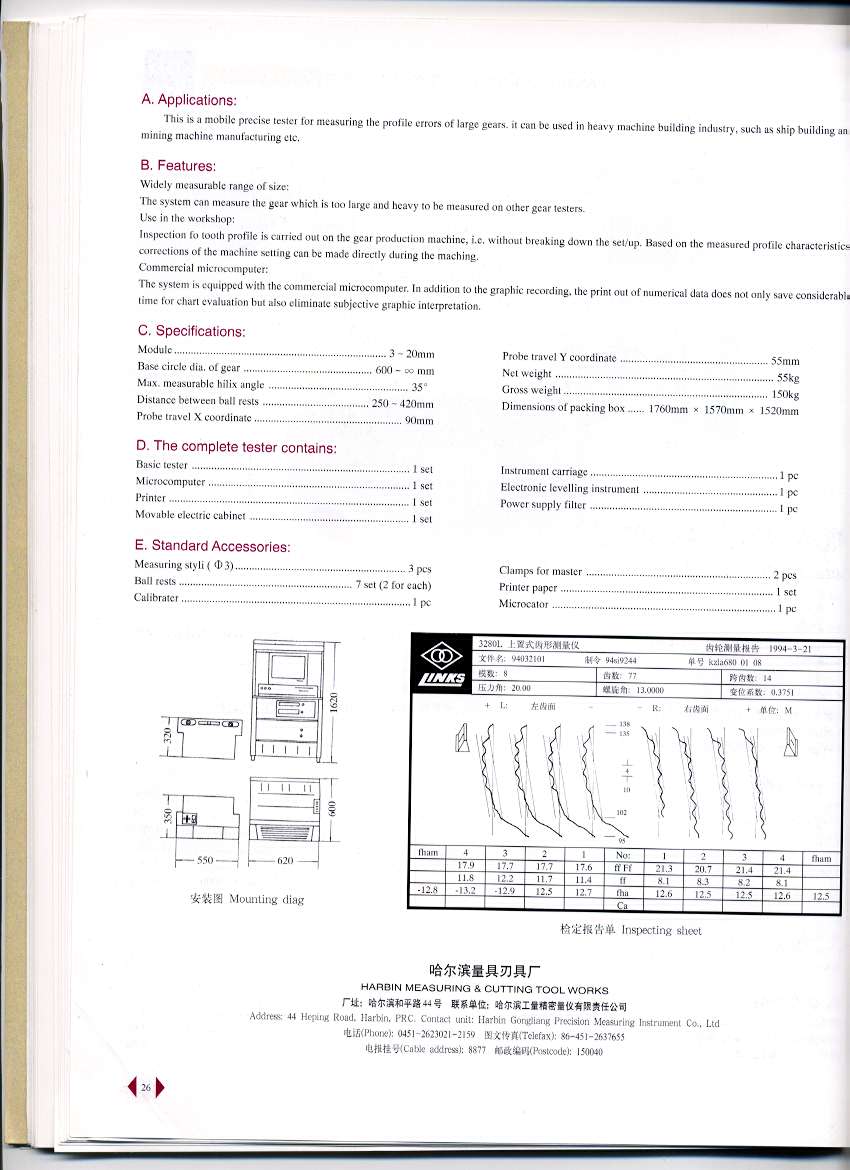 A. Applications:
This is a mobile precise tester for measuring the profile errors of large gears. it can be used in heavy machine building industry, such as ship building an
mining machine manufacturing etc.
B. Features:
Widely measurable range of size:
The system can measure the gear which is too large and heavy to be measured on other gear testers.
Use in the workshop:
Inspection fo tooth profile is carried out on the gear production machine, i.e. without breaking down the set/up. Based on the measured profile characteristics
corrections of the machine setting can be made directly during the maching.
Commercial microcomputer:
The system is equipped with the commercial microcomputer. In addition to the graphic recording, the print out of numerical data does not only save considerabl
time for chart evaluation but also eliminate subjective graphic interpretation.
C. Specifications:
Module ........ 3 ~ 20mm
Base circle dia. of gear ........ 600 ~ ∞ mm
Max. measurable hilix angle ........ 35°
Distance between ball rests ........ 250 ~ 420mm
Probe travel X coordinate ........ 90mm
Probe travel Y coordinate ........ 55mm
Net weight ........ 55kg
Gross weight ........ 150kg
Dimensions of packing box ...... 1760mm × 1570mm × 1520mm
D. The complete tester contains:
Basic tester ........ 1 set
Microcomputer ........ 1 set
Printer ........ 1 set
Movable electric cabinet ........ 1 set
Instrument carriage ........ 1 pc
Electronic levelling instrument ........ 1 pc
Power supply filter ........ 1 pc
E. Standard Accessories:
Measuring styli ( Φ3) ........ 3 pcs
Ball rests ........ 7 set (2 for each)
Calibrater ........ 1 pc
Clamps for master ........ 2 pcs
Printer paper ........ 1 set
Microcator ........ 1 pc
320
1620
350
600
550
620
安装图 Mounting diag
LINKS
3280L 上置式齿形测量仪 齿轮测量报告 1994-3-21
文件名: 94032101 制令 94si9244 单号 kzla680 01 08
模数: 8 齿数: 77 跨齿数: 14
压力角: 20.00 螺旋角: 13.0000 变位系数: 0.3751
+ L: 左齿面 - - R: 右齿面 + 单位: M
138
135
4
10
102
95
fham 4 3 2 1 No: 1 2 3 4 fham
17.9 17.7 17.7 17.6 ff Ff 21.3 20.7 21.4 21.4
11.8 12.2 11.7 11.4 ff 8.1 8.3 8.2 8.1
-12.8 -13.2 -12.9 12.5 12.7 fha 12.6 12.5 12.5 12.6 12.5
Ca
检定报告单 Inspecting sheet
哈尔滨量具刃具厂
HARBIN MEASURING & CUTTING TOOL WORKS
厂址: 哈尔滨和平路44号 联系单位: 哈尔滨工量精密量仪有限责任公司
Address: 44 Heping Road, Harbin, PRC. Contact unit: Harbin Gongliang Precision Measuring Instrument Co., Ltd
电话(Phone): 0451-2623021-2159 图文传真(Telefax): 86-451-2637655
电报挂号(Cable address): 8877 邮政编码(Postcode): 150040
26